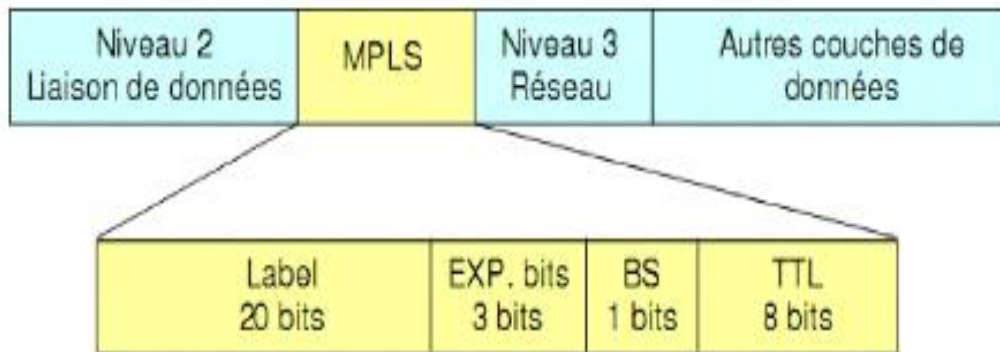 Niveau 2
Liaison de données
MPLS
Niveau 3
Réseau
Autres couches de
données
Label
20 bits
EXP. bits
3 bits
BS
1 bits
TTL
8 bits